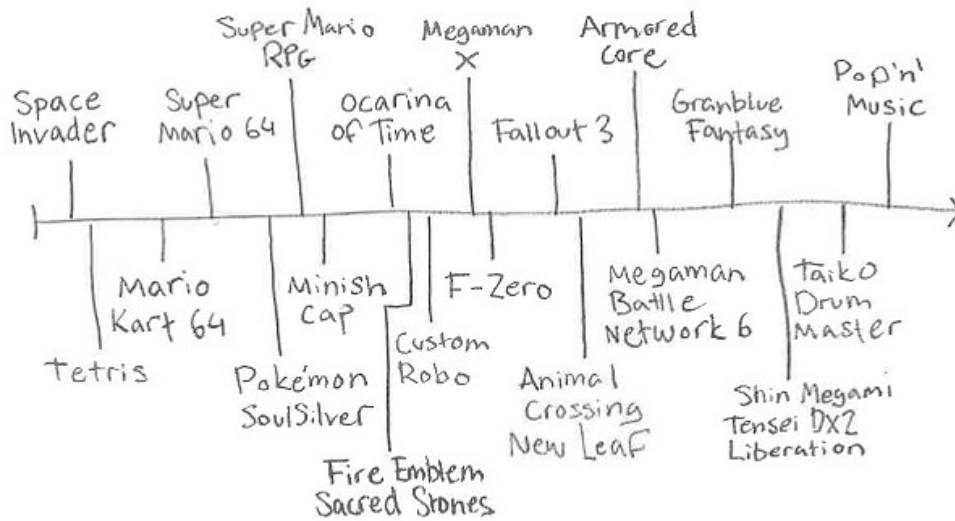 Super Mario
RPG
Megaman
X
Armored
Core
Pop'n'
Music
Space
Invader
Super
Mario 64
Ocarina
of Time
Fallout 3
Granblue
Fantasy
Mario
Kart 64
Minish
Cap
F-Zero
Megaman
Battle
Network 6
Taiko
Drum
Master
Tetris
Pokémon
SoulSilver
Custom
Robo
Animal
Crossing
New Leaf
Shin Megami
Tensei Dx2
Liberation
Fire Emblem
Sacred Stones